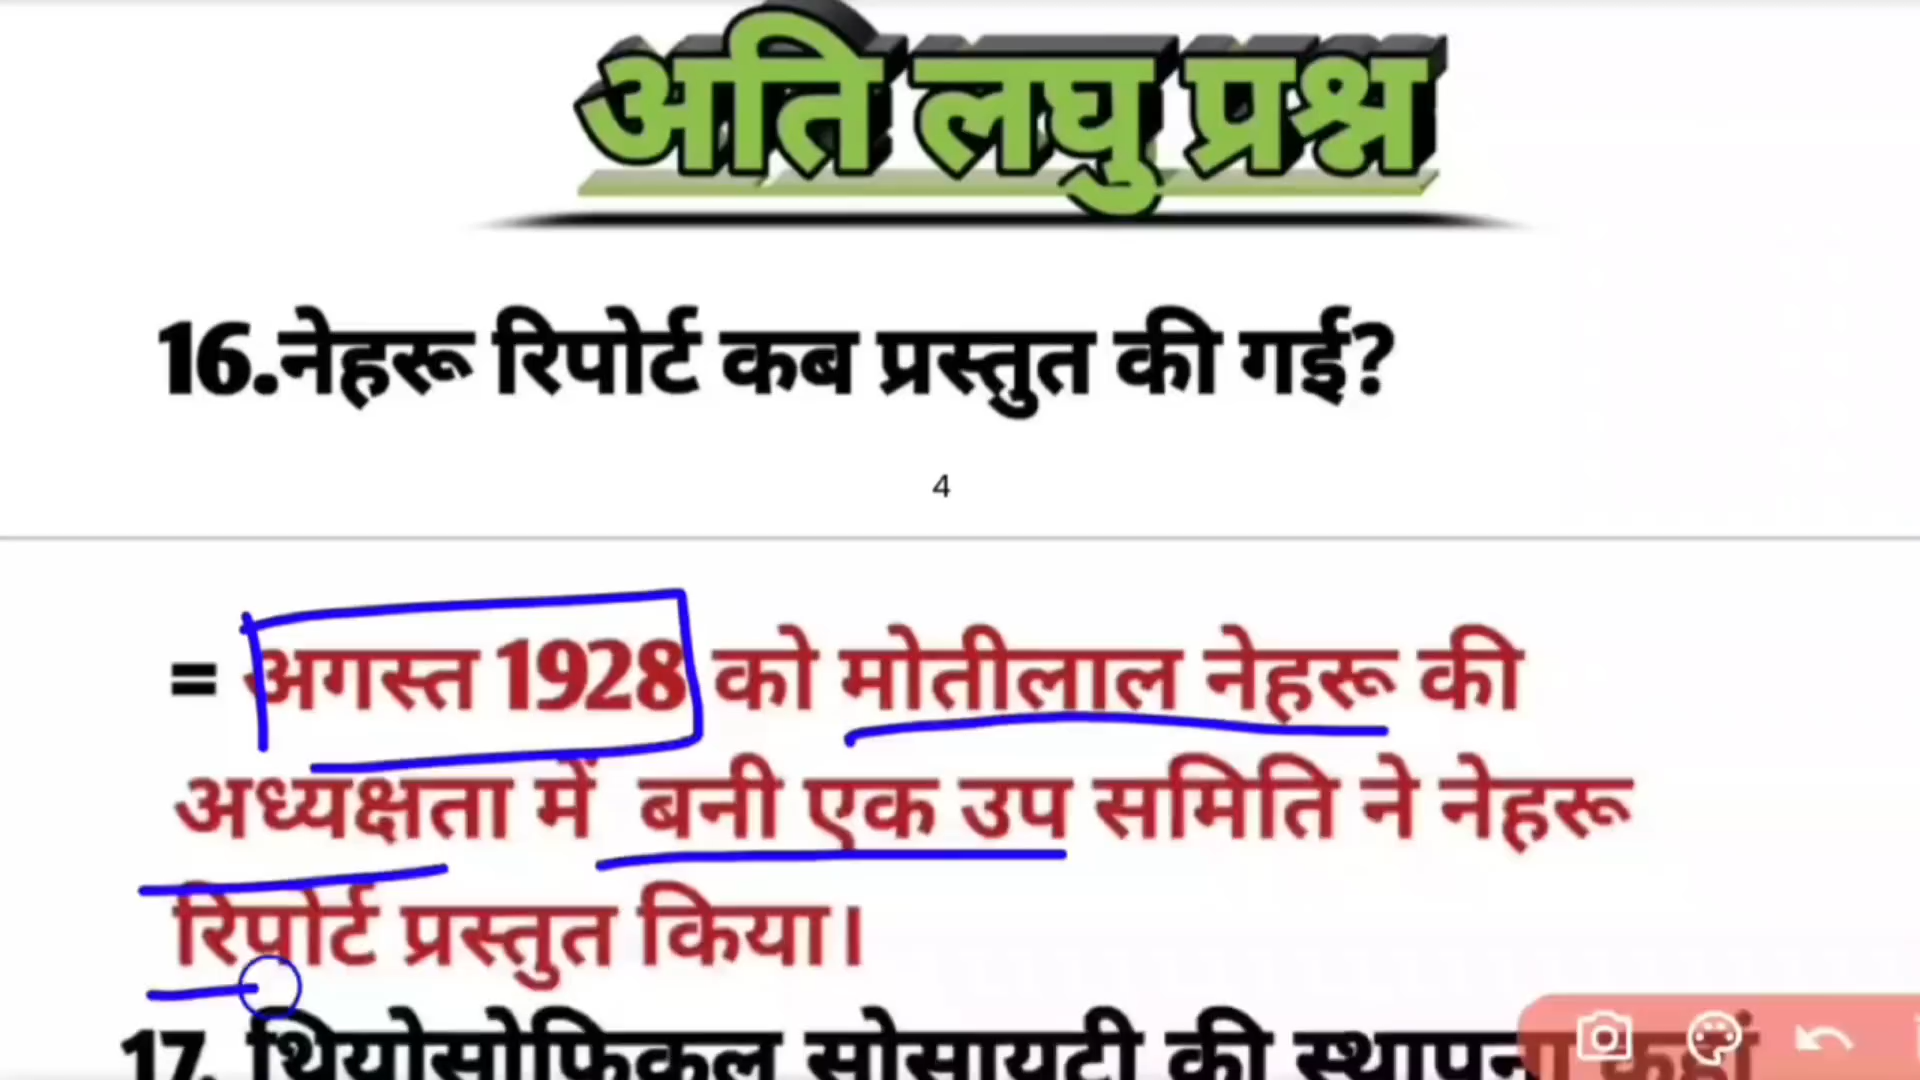 अति लघु प्रश्न
16.नेहरू रिपोर्ट कब प्रस्तुत की गई?
4
= अगस्त 1928 को मोतीलाल नेहरू की
अध्यक्षता में बनी एक उप समिति ने नेहरू
रिपोर्ट प्रस्तुत किया।
17. थियोसोफिकल सोसायटी की स्थापना कहां